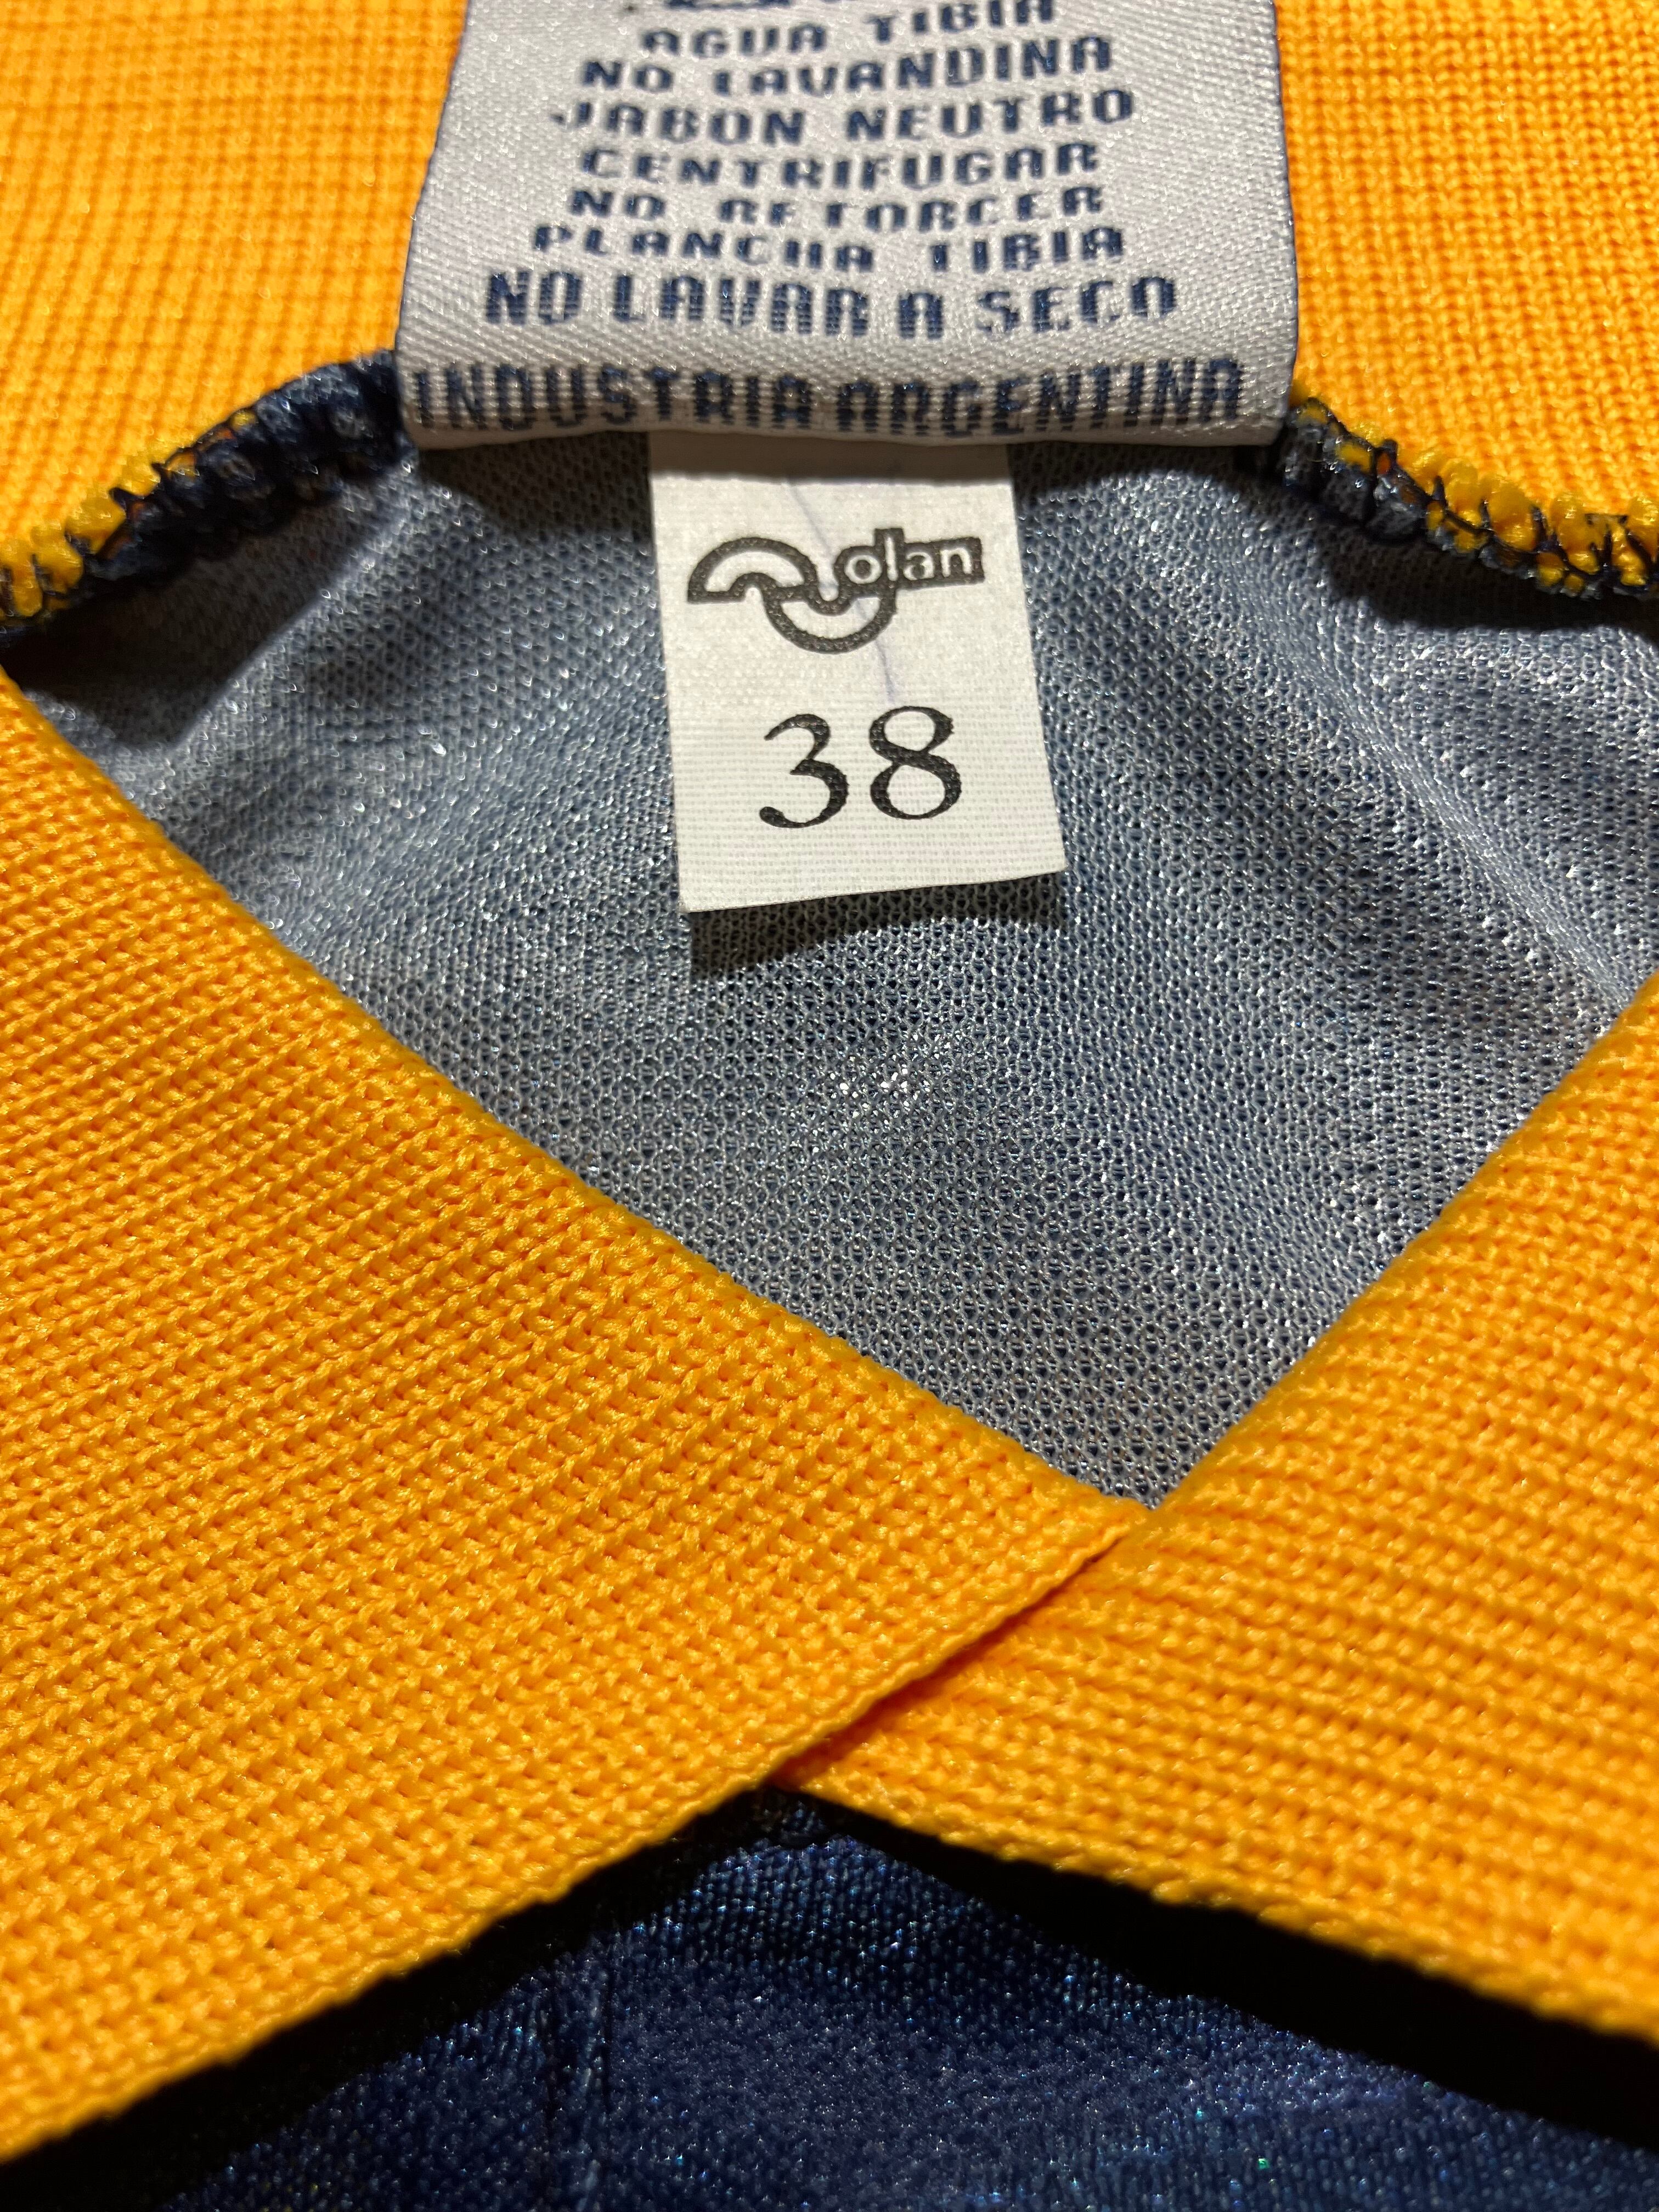 AGUA TIBIA
NO LAVANDINA
JABON NEUTRO
CENTRIFUGAR
NO RETORCER
PLANCHA TIBIA
NO LAVAR A SECO
INDUSTRIA ARGENTINA
olan
38